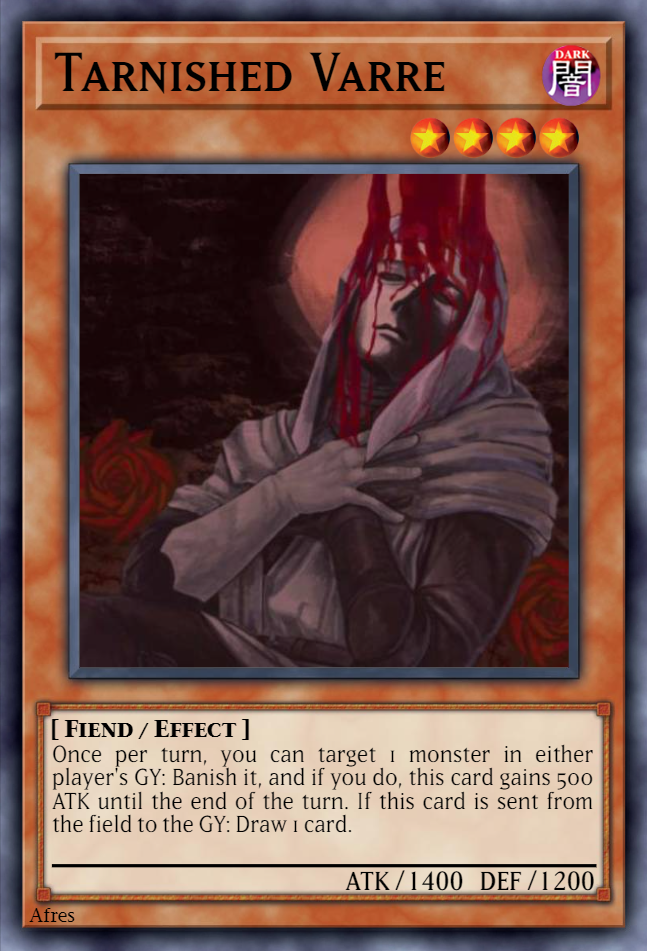 Tarnished Varre
DARK
闇
[ Fiend / Effect ]
Once per turn, you can target 1 monster in either
player's GY: Banish it, and if you do, this card gains 500
ATK until the end of the turn. If this card is sent from
the field to the GY: Draw 1 card.
ATK/1400 DEF/1200
Afres